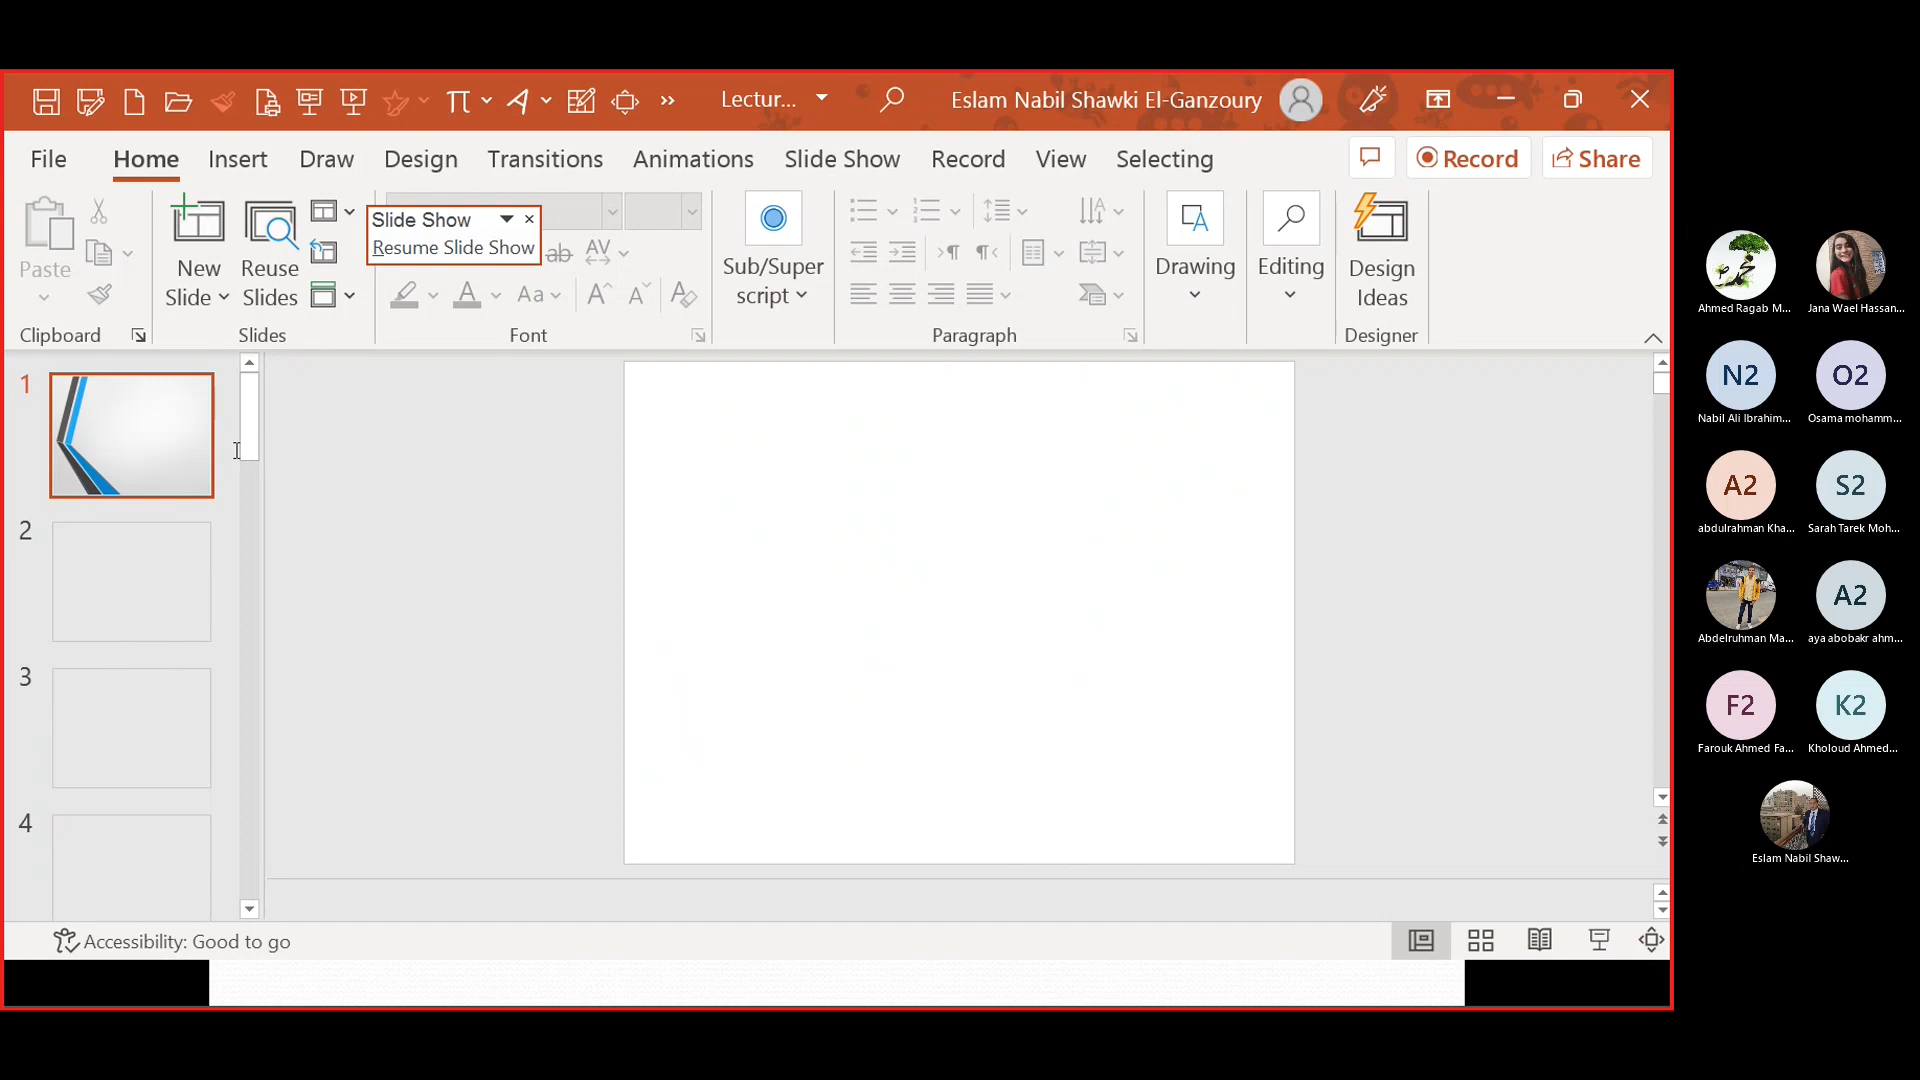 Lectur...
Eslam Nabil Shawki El-Ganzoury
File
Home
Insert
Draw
Design
Transitions
Animations
Slide Show
Record
View
Selecting
Record
Share
Paste
New
Slide
Reuse
Slides
Slide Show
Resume Slide Show
ab
AV
Aa
Sub/Super
script
Drawing
Editing
Design
Ideas
Clipboard
Slides
Font
Paragraph
Designer
1
2
3
4
Accessibility: Good to go
Ahmed Ragab M...
Jana Wael Hassan...
N2
O2
Nabil Ali Ibrahim...
Osama mohamm...
A2
S2
abdulrahman Kha...
Sarah Tarek Moh...
A2
Abdelruhman Ma...
aya abobakr ahm...
F2
K2
Farouk Ahmed Fa...
Kholoud Ahmed...
Eslam Nabil Shaw...